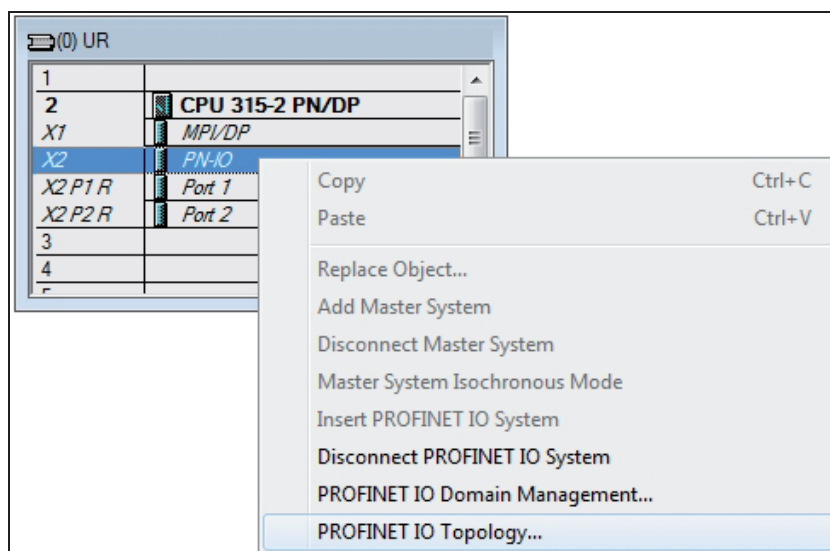 (0) UR
1
2 CPU 315-2 PN/DP
X1 MPI/DP
X2 PN-IO
X2 P1 R Port 1
X2 P2 R Port 2
3
4
Copy Ctrl+C
Paste Ctrl+V
Replace Object...
Add Master System
Disconnect Master System
Master System Isochronous Mode
Insert PROFINET IO System
Disconnect PROFINET IO System
PROFINET IO Domain Management...
PROFINET IO Topology...